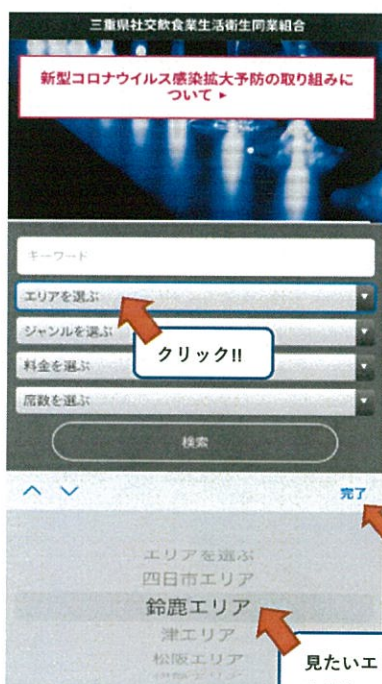 三重県社交飲食業生活衛生同業組合
新型コロナウイルス感染拡大予防の取り組みに
ついて ▸
キーワード
エリアを選ぶ
ジャンルを選ぶ
クリック!!
料金を選ぶ
席数を選ぶ
検索
完了
エリアを選ぶ
四日市エリア
鈴鹿エリア
津エリア
松阪エリア
見たいエ